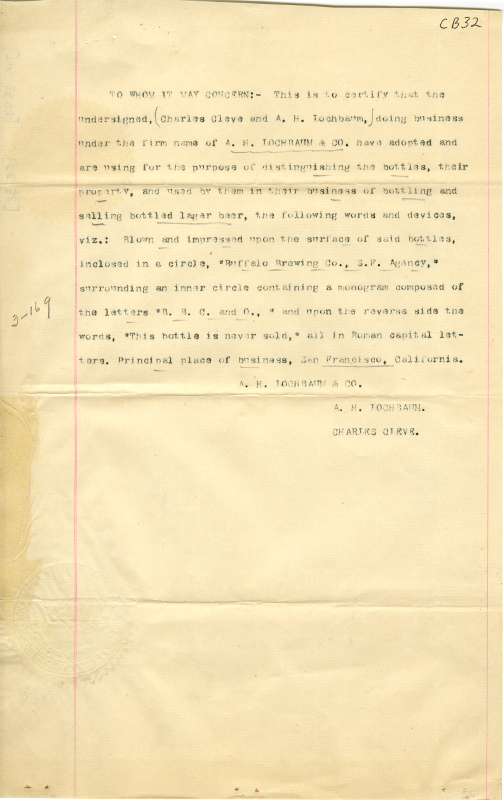 CB32
TO WHOM IT MAY CONCERN:- This is to certify that the
undersigned, (Charles Cleve and A. H. Lochbaum,) doing business
under the firm name of A. H. LOCHBAUM & CO. have adopted and
are using for the purpose of distinguishing the bottles, their
property, and used by them in their business of bottling and
selling bottled lager beer, the following words and devices,
viz.: Blown and impressed upon the surface of said bottles,
inclosed in a circle, "Buffalo Brewing Co., S.F. Agency,"
surrounding an inner circle containing a monogram composed of
the letters "B. B. C. and O., " and upon the reverse side the
words, "This bottle is never sold," all in Roman capital let-
ters. Principal place of business, San Francisco, California.
A. H. LOCHBAUM & CO.
A. H. LOCHBAUM.
CHARLES CLEVE.
3-169